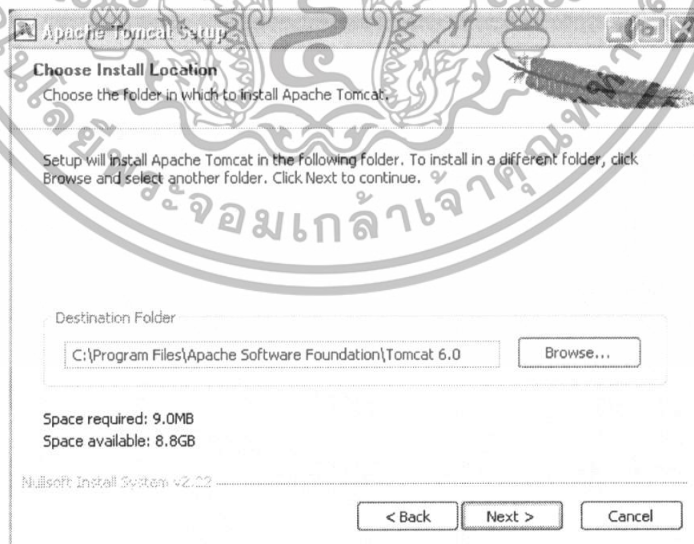 Apache Tomcat Setup
Choose Install Location
Choose the folder in which to install Apache Tomcat.
Setup will install Apache Tomcat in the following folder. To install in a different folder, click
Browse and select another folder. Click Next to continue.
พระจอมเกล้าเจ้าคุณ
Destination Folder
C:\Program Files\Apache Software Foundation\Tomcat 6.0
Browse...
Space required: 9.0MB
Space available: 8.8GB
Nullsoft Install System v2.22
< Back
Next >
Cancel